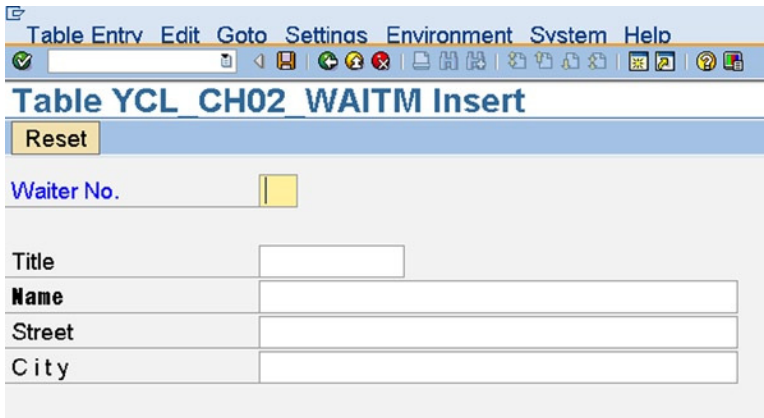 Table Entry Edit Goto Settings Environment System Help
Table YCL_CH02_WAITM Insert
Reset
Waiter No.
Title
Name
Street
City